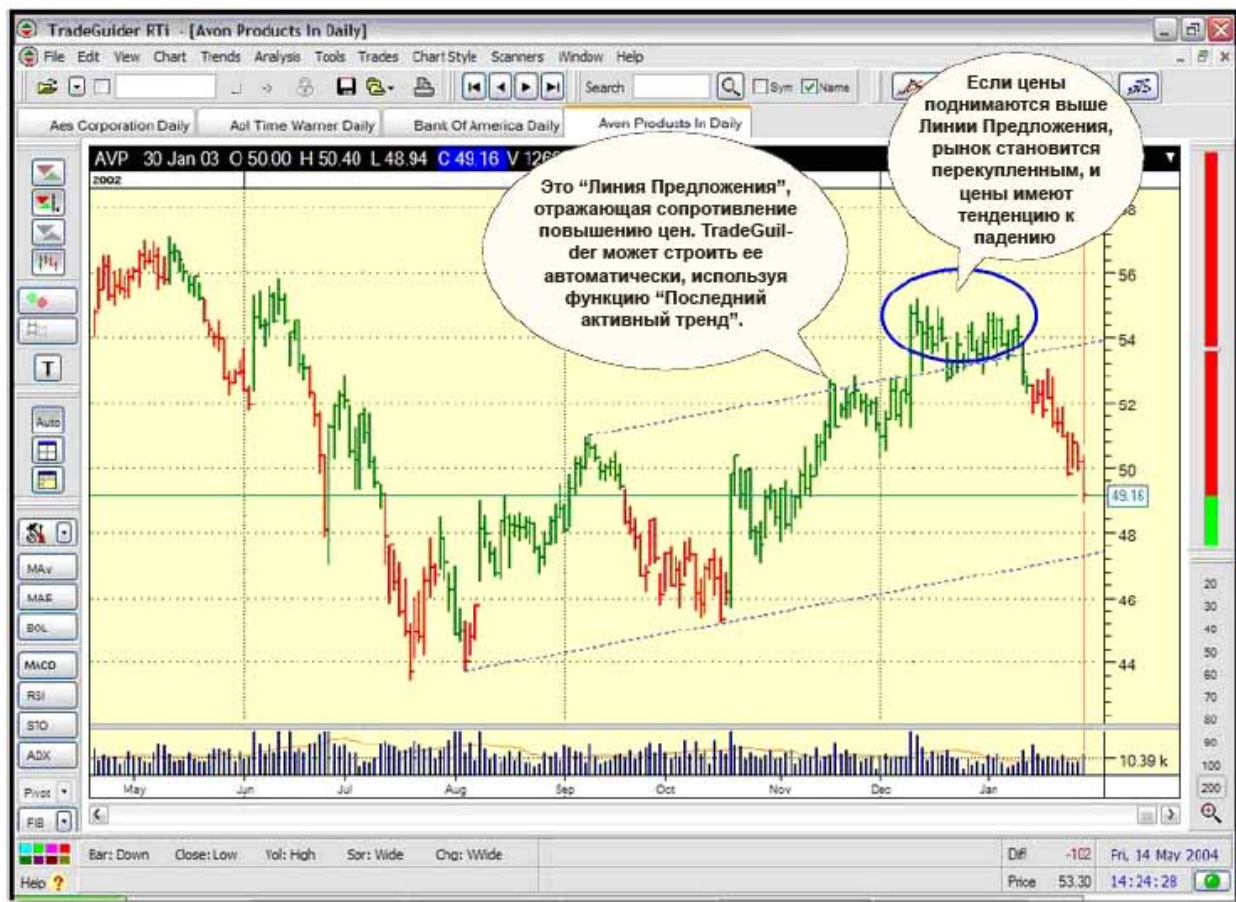 TradeGuider RTi - [Avon Products In Daily]
File Edit View Chart Trends Analysis Tools Trades Chart Style Scanners Window Help
Search Sym Name
Aes Corporation Daily Aol Time Warner Daily Bank Of America Daily Avon Products In Daily
AVP 30 Jan 03 O 50.00 H 50.40 L 48.94 C 49.16
2002
Если цены
поднимаются выше
Линии Предложения,
рынок становится
перекупленным, и
цены имеют
тенденцию к
падению
Это “Линия Предложения”,
отражающая сопротивление
повышению цен. TradeGuil-
der может строить ее
автоматически, используя
функцию “Последний
активный тренд”.
56
54
52
50
49.16
48
46
44
10.39 k
T
Auto
MAv
MAE
BOL
MACD
RSI
STO
ADX
Pivot
FIB
20
30
40
50
60
70
80
90
100
200
May Jun Jul Aug Sep Oct Nov Dec Jan
Bar: Down Close: Low Vol: High Spr: Wide Chg: VWide Diff -102 Fri, 14 May 2004
Help ? Price 53.30 14:24:28